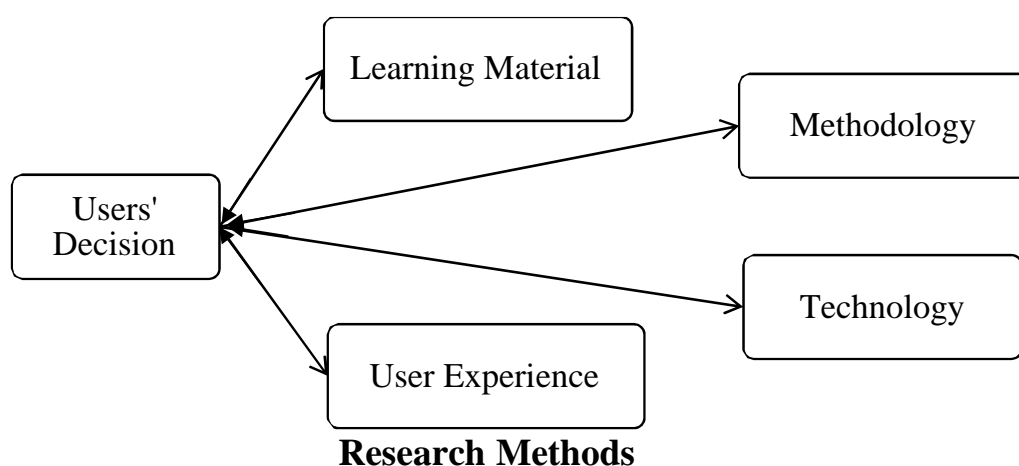 Learning Material
Methodology
Users'
Decision
Technology
User Experience
Research Methods